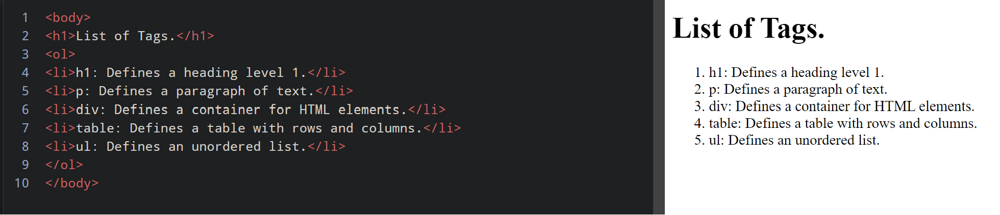 1 <body>
2 <h1>List of Tags.</h1>
3 <ol>
4 <li>h1: Defines a heading level 1.</li>
5 <li>p: Defines a paragraph of text.</li>
6 <li>div: Defines a container for HTML elements.</li>
7 <li>table: Defines a table with rows and columns.</li>
8 <li>ul: Defines an unordered list.</li>
9 </ol>
10 </body>
List of Tags.
1. h1: Defines a heading level 1.
2. p: Defines a paragraph of text.
3. div: Defines a container for HTML elements.
4. table: Defines a table with rows and columns.
5. ul: Defines an unordered list.